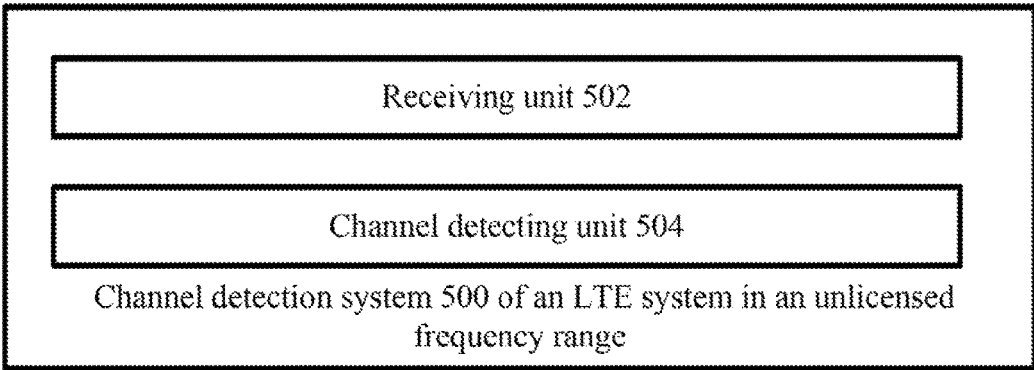 Receiving unit 502
Channel detecting unit 504
Channel detection system 500 of an LTE system in an unlicensed
frequency range